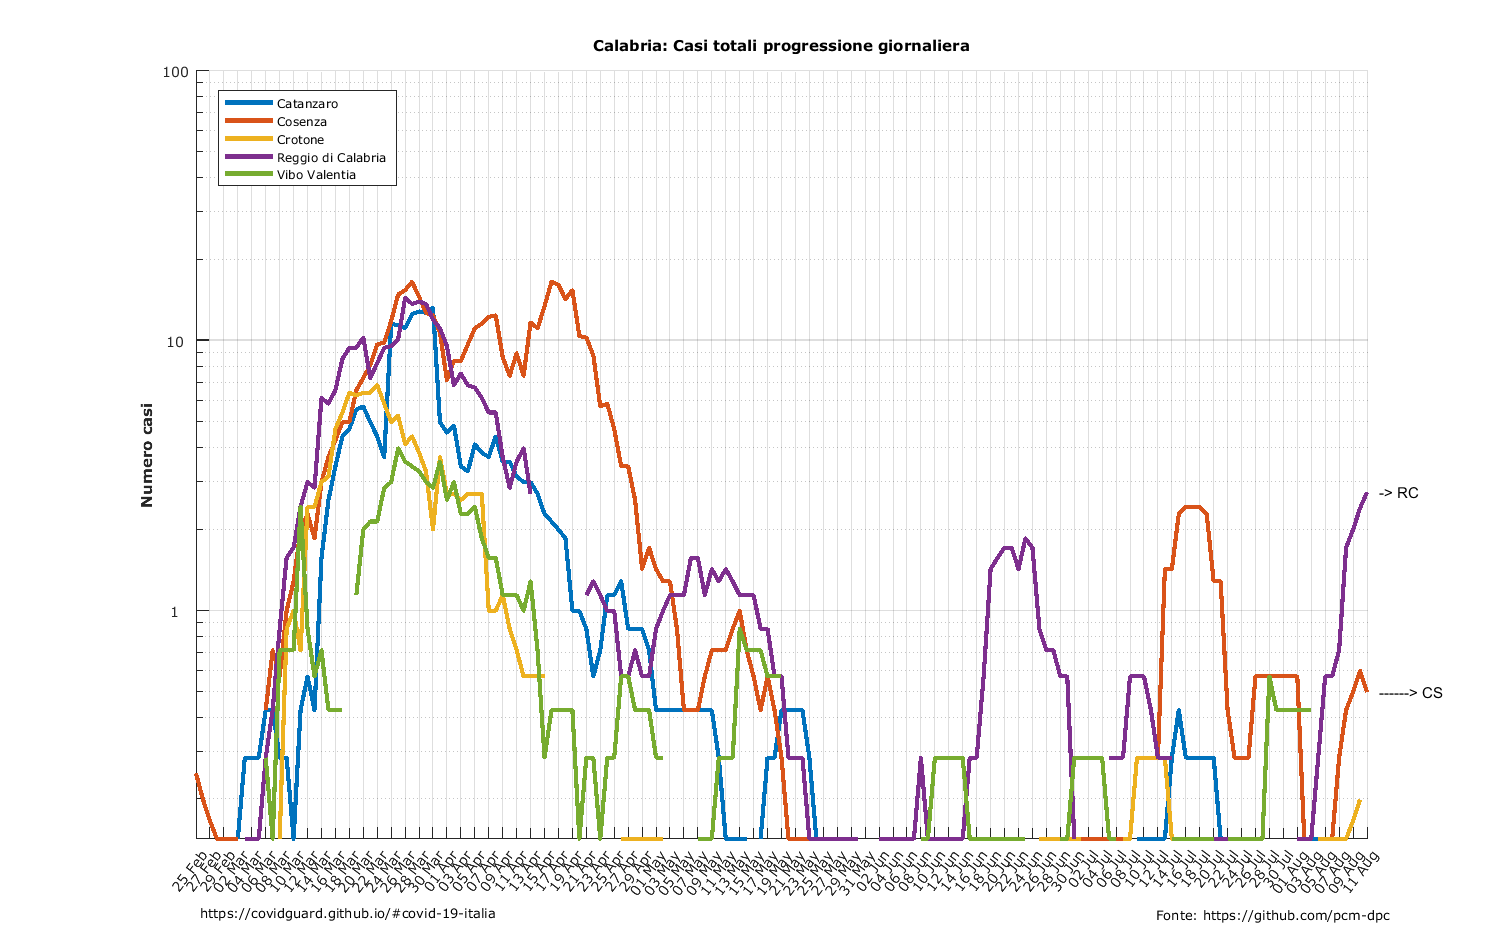 Calabria: Casi totali progressione giornaliera
100
10
1
Numero casi
Catanzaro
Cosenza
Crotone
Reggio di Calabria
Vibo Valentia
-> RC
------> CS
25 Feb
27 Feb
29 Feb
02 Mar
04 Mar
06 Mar
08 Mar
10 Mar
12 Mar
14 Mar
16 Mar
18 Mar
20 Mar
22 Mar
24 Mar
26 Mar
28 Mar
30 Mar
01 Apr
03 Apr
05 Apr
07 Apr
09 Apr
11 Apr
13 Apr
15 Apr
17 Apr
19 Apr
21 Apr
23 Apr
25 Apr
27 Apr
29 Apr
01 May
03 May
05 May
07 May
09 May
11 May
13 May
15 May
17 May
19 May
21 May
23 May
25 May
27 May
29 May
31 May
02 Jun
04 Jun
06 Jun
08 Jun
10 Jun
12 Jun
14 Jun
16 Jun
18 Jun
20 Jun
22 Jun
24 Jun
26 Jun
28 Jun
30 Jun
02 Jul
04 Jul
06 Jul
08 Jul
10 Jul
12 Jul
14 Jul
16 Jul
18 Jul
20 Jul
22 Jul
24 Jul
26 Jul
28 Jul
30 Jul
01 Aug
03 Aug
05 Aug
07 Aug
09 Aug
11 Aug
https://covidguard.github.io/#covid-19-italia
Fonte: https://github.com/pcm-dpc